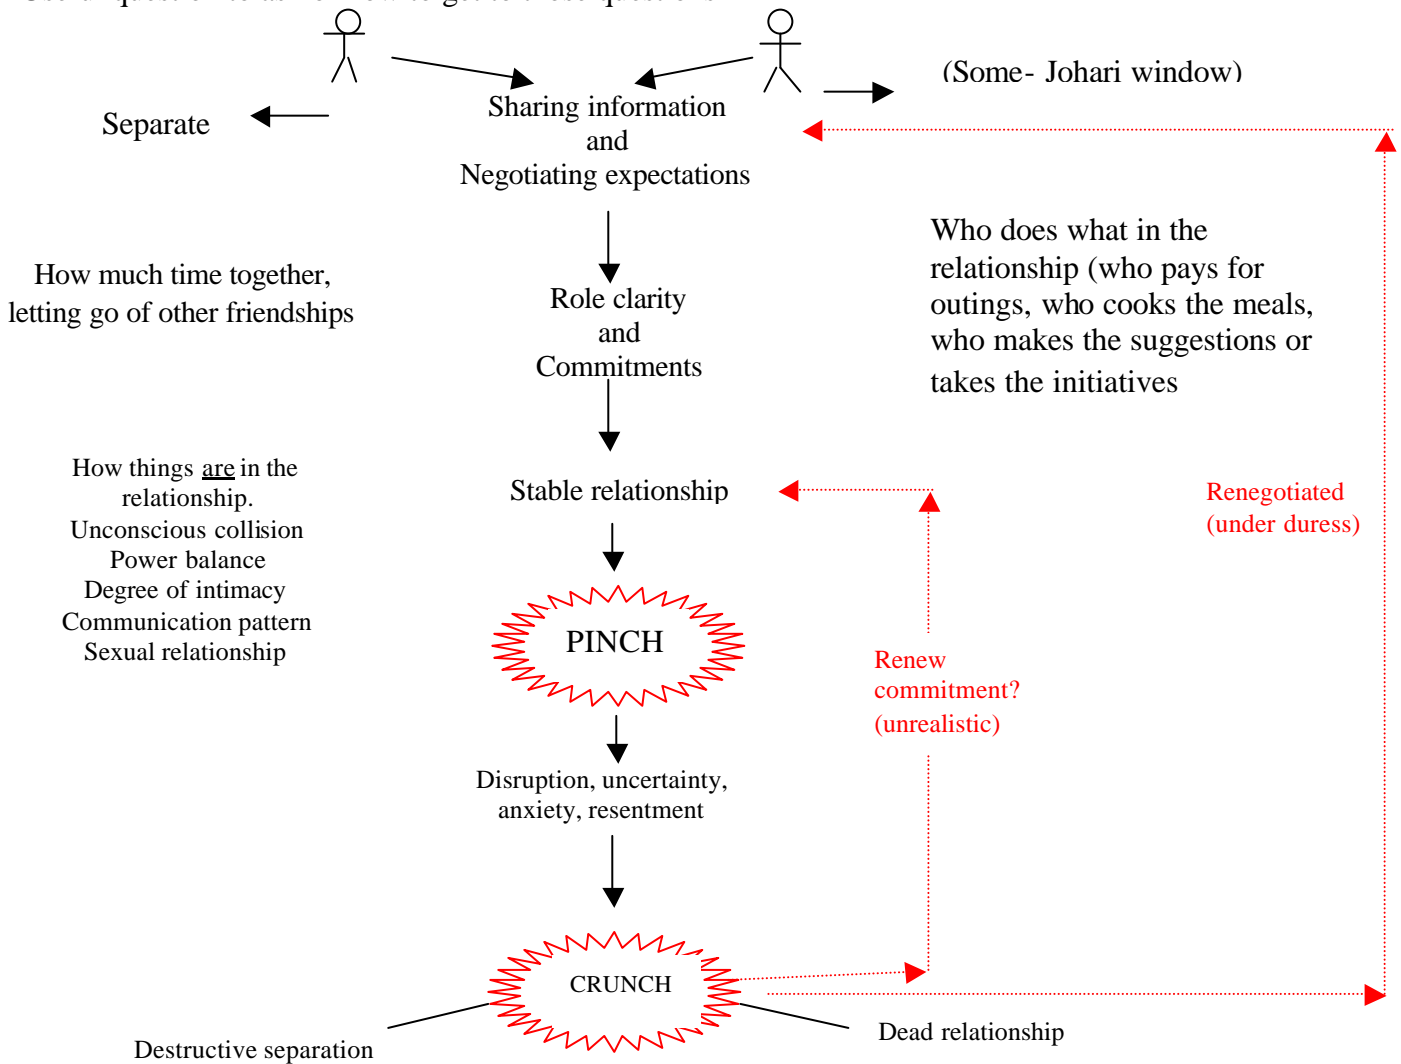 (Some- Johari window)
Separate
Sharing information
and
Negotiating expectations
How much time together,
letting go of other friendships
Role clarity
and
Commitments
Who does what in the
relationship (who pays for
outings, who cooks the meals,
who makes the suggestions or
takes the initiatives
How things are in the
relationship.
Unconscious collision
Power balance
Degree of intimacy
Communication pattern
Sexual relationship
Stable relationship
Renegotiated
(under duress)
PINCH
Renew
commitment?
(unrealistic)
Disruption, uncertainty,
anxiety, resentment
CRUNCH
Destructive separation
Dead relationship